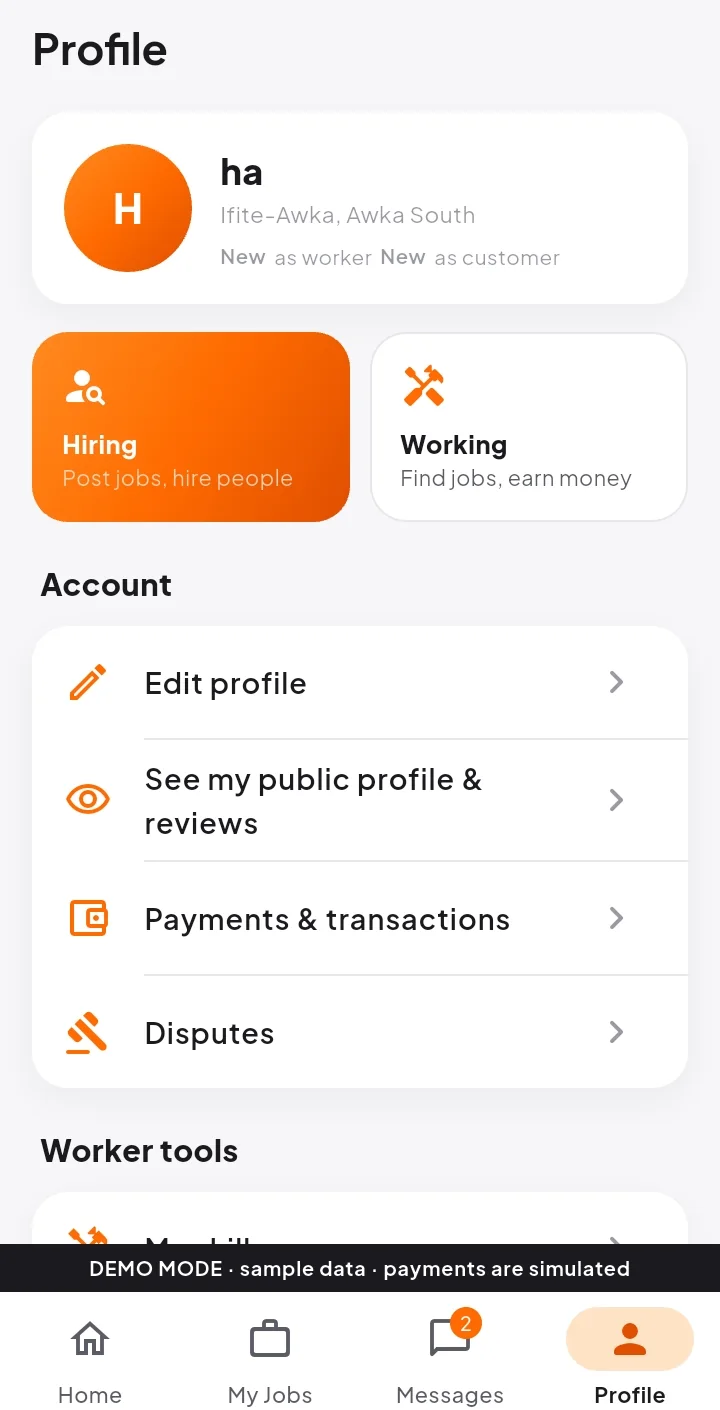 Profile
H
ha
Ifite-Awka, Awka South
New as worker New as customer
Hiring
Post jobs, hire people
Working
Find jobs, earn money
Account
Edit profile
See my public profile &
reviews
Payments & transactions
Disputes
Worker tools
DEMO MODE · sample data · payments are simulated
2
Home
My Jobs
Messages
Profile